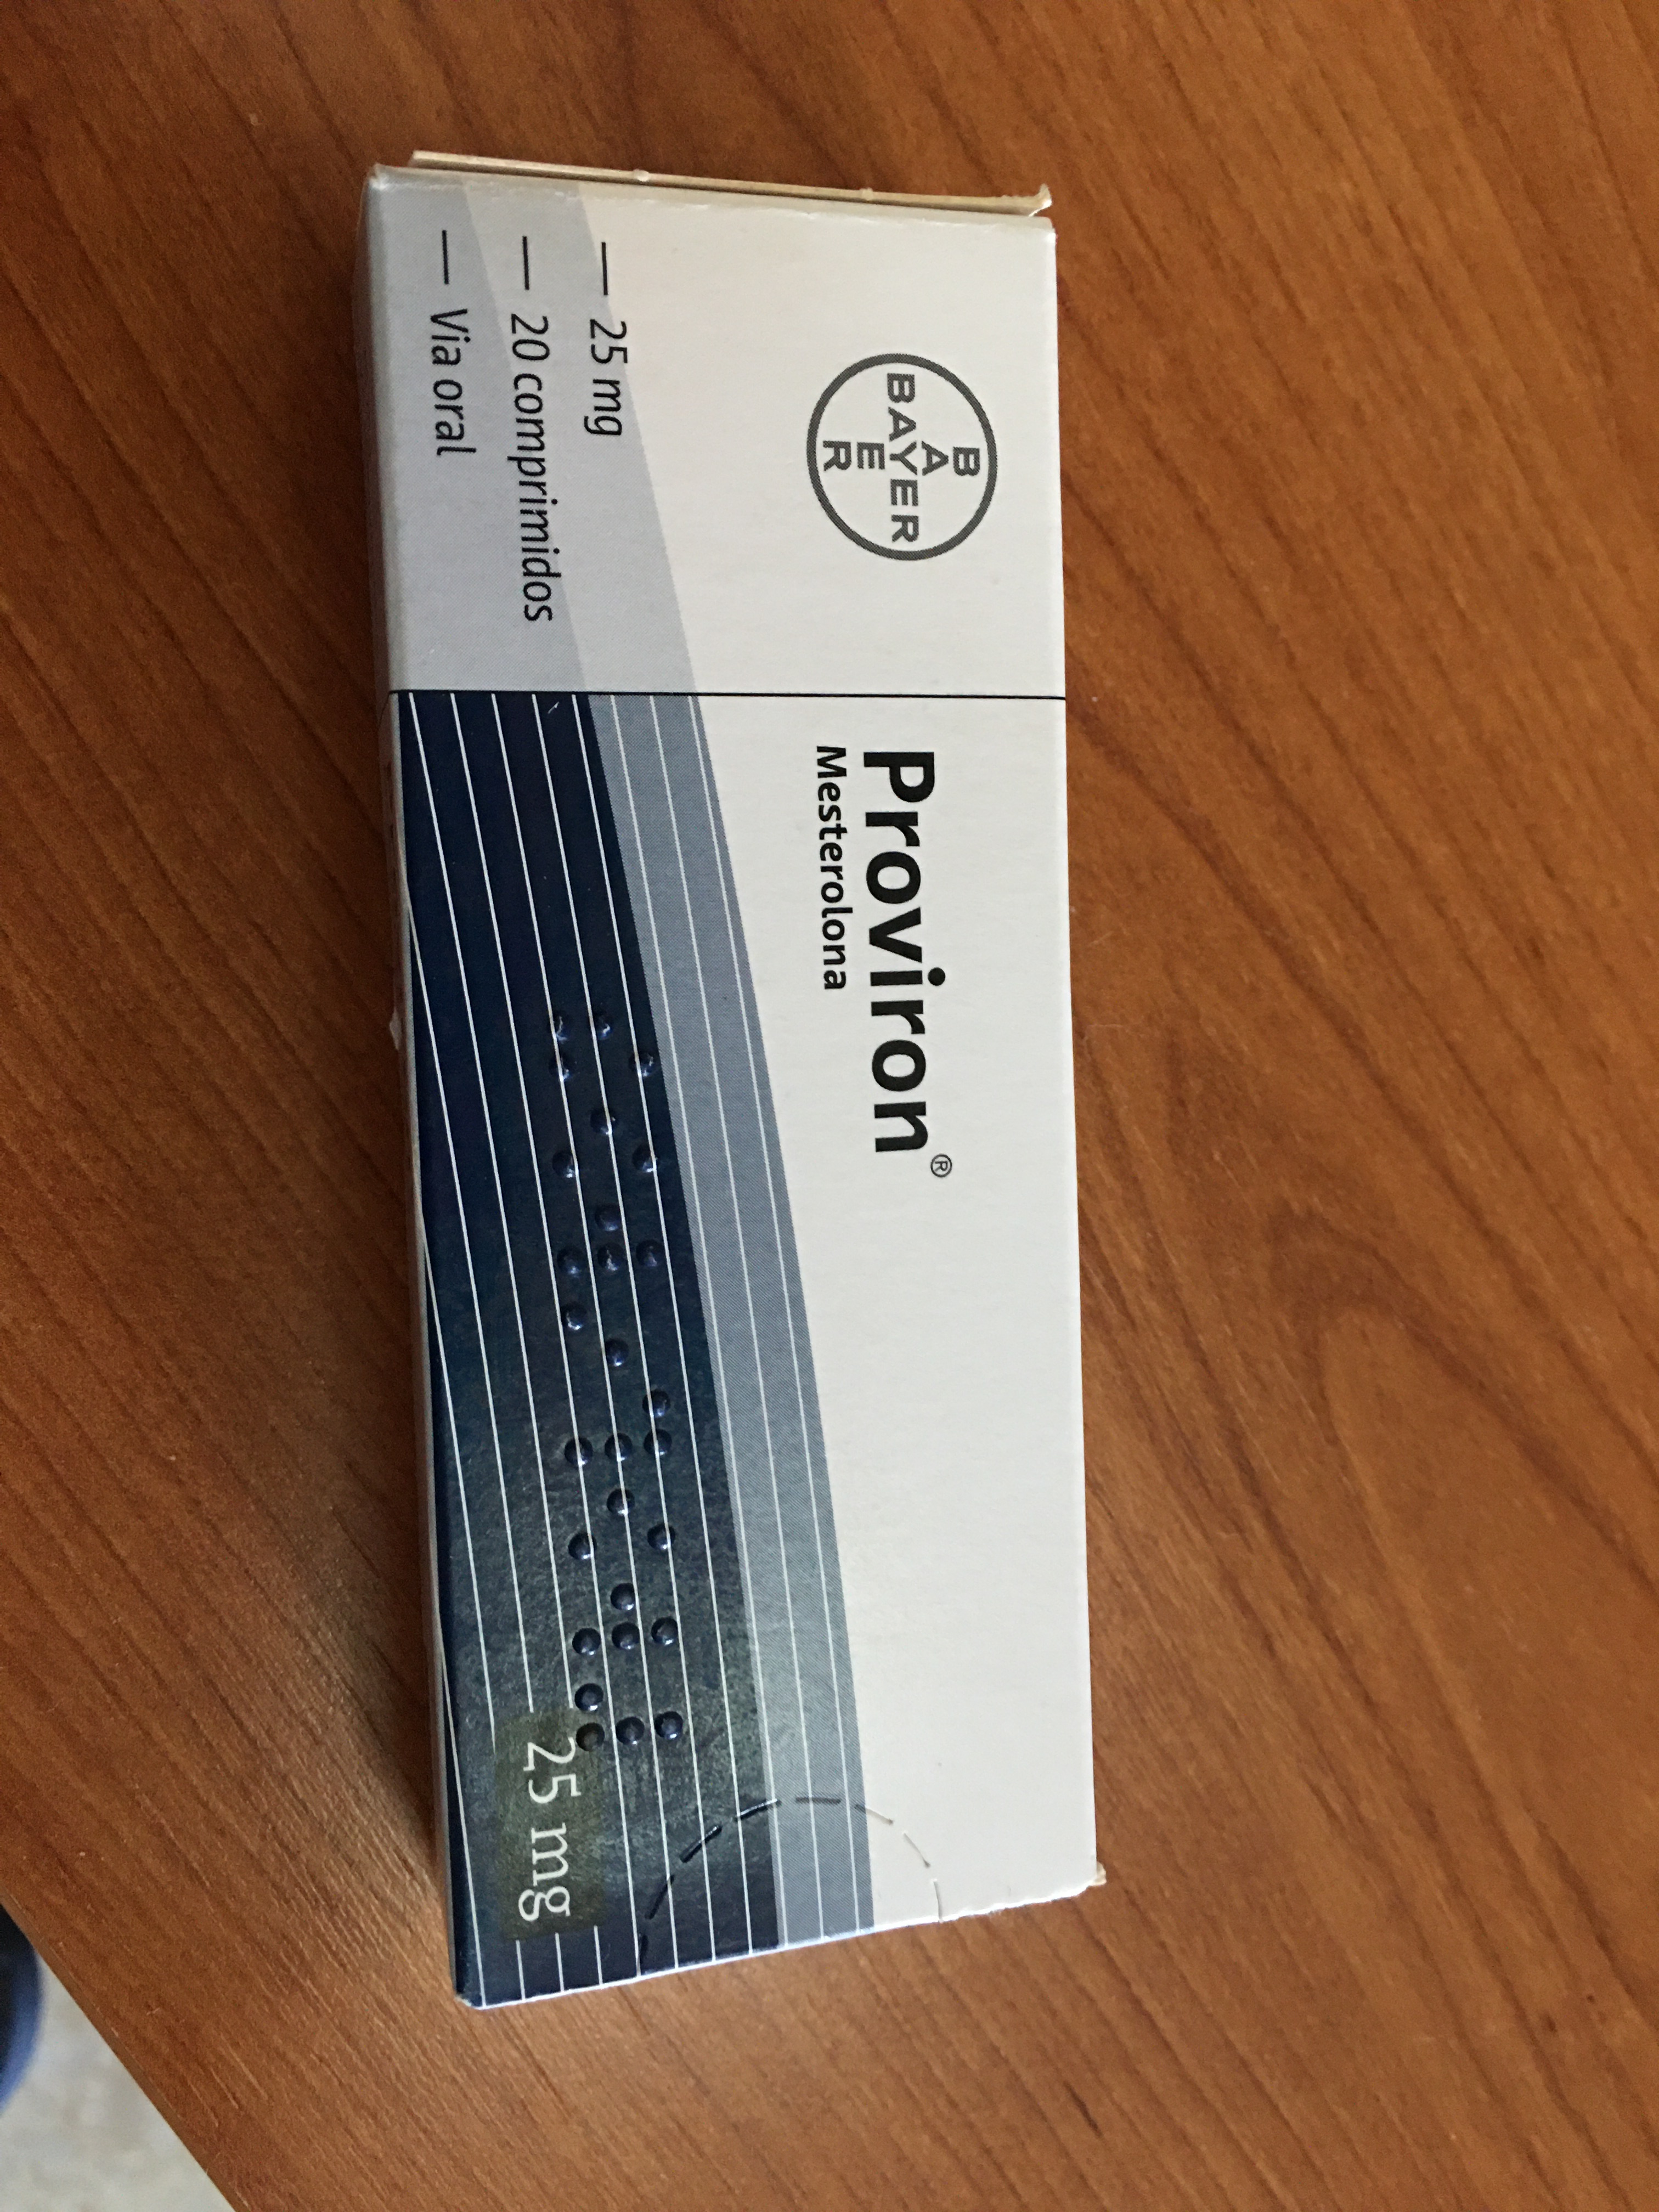 B
A
BAYER
E
R
Proviron®
Mesterolona
— 25 mg
— 20 comprimidos
— Via oral
25 mg